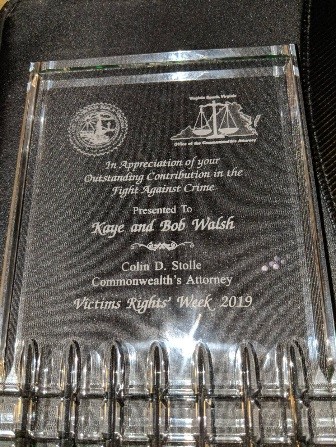 Virginia Beach, Virginia
Office of the Commonwealth's Attorney
In Appreciation of your
Outstanding Contribution in the
Fight Against Crime
Presented To
Kaye and Bob Walsh
Colin D. Stolle
Commonwealth's Attorney
Victims Rights' Week 2019